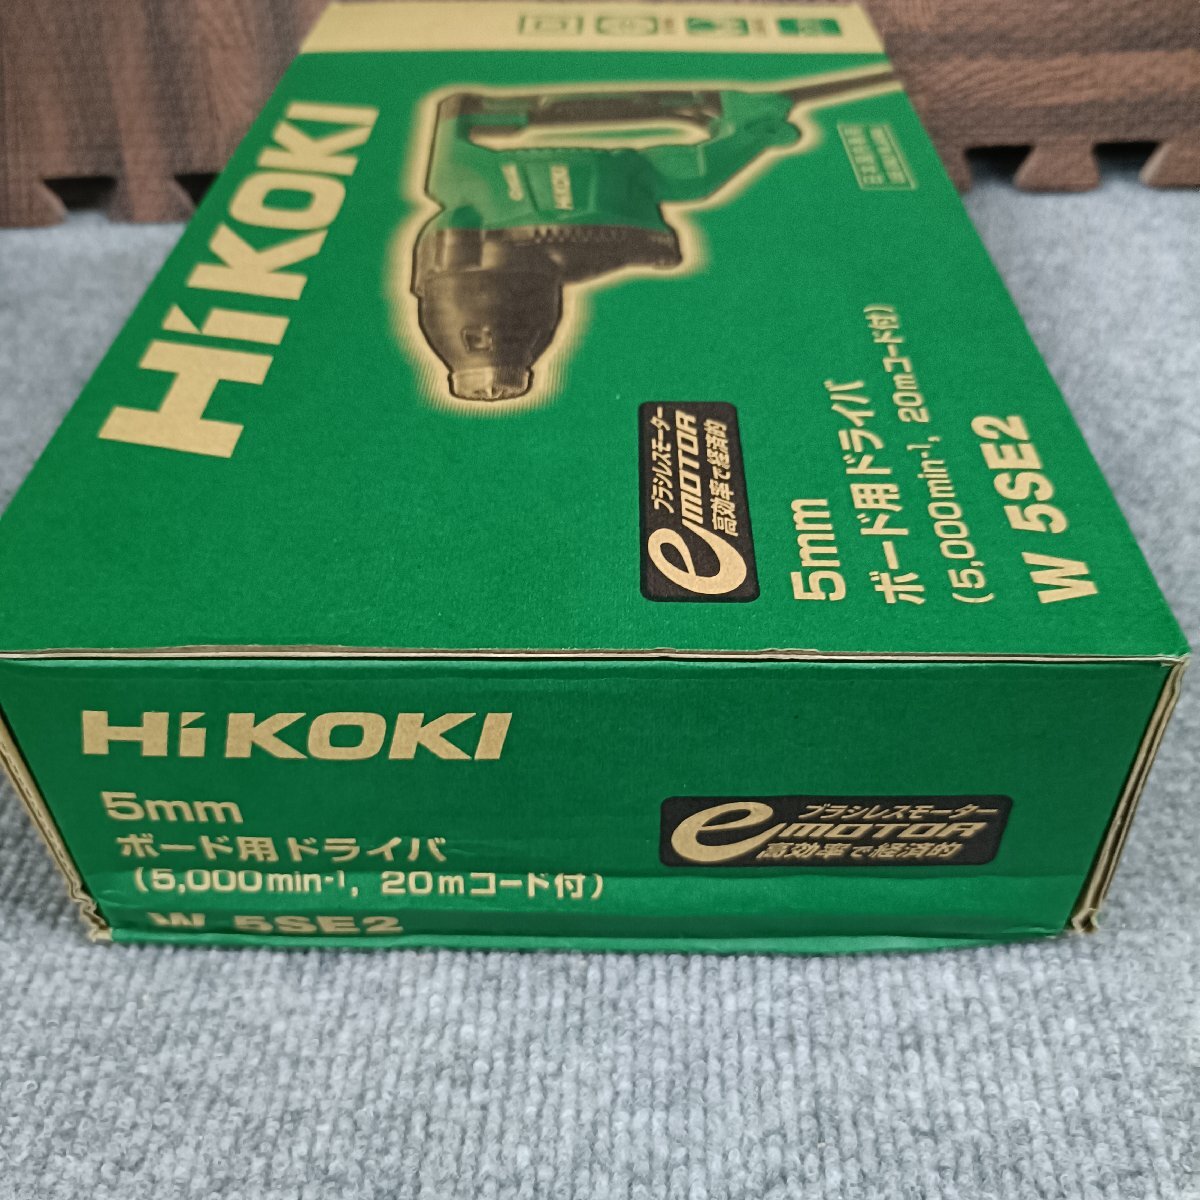 HiKOKI
HiKOKI
ブラシレスモーター
eMOTOR
高効率で経済的
5mm
ボード用ドライバ
(5,000min-1, 20mコード付)
W 5SE2
HiKOKI
5mm
ボード用ドライバ
(5,000min-1, 20mコード付)
W 5SE2
ブラシレスモーター
eMOTOR
高効率で経済的